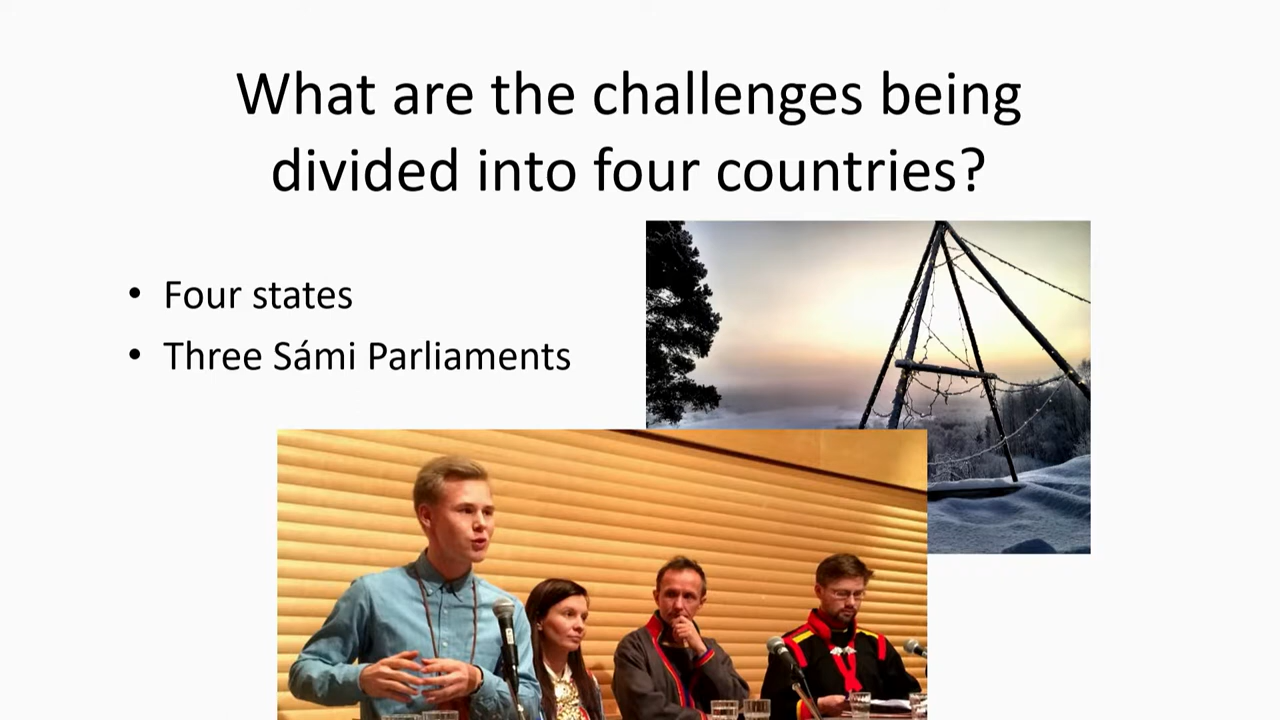 What are the challenges being
divided into four countries?
• Four states
• Three Sámi Parliaments